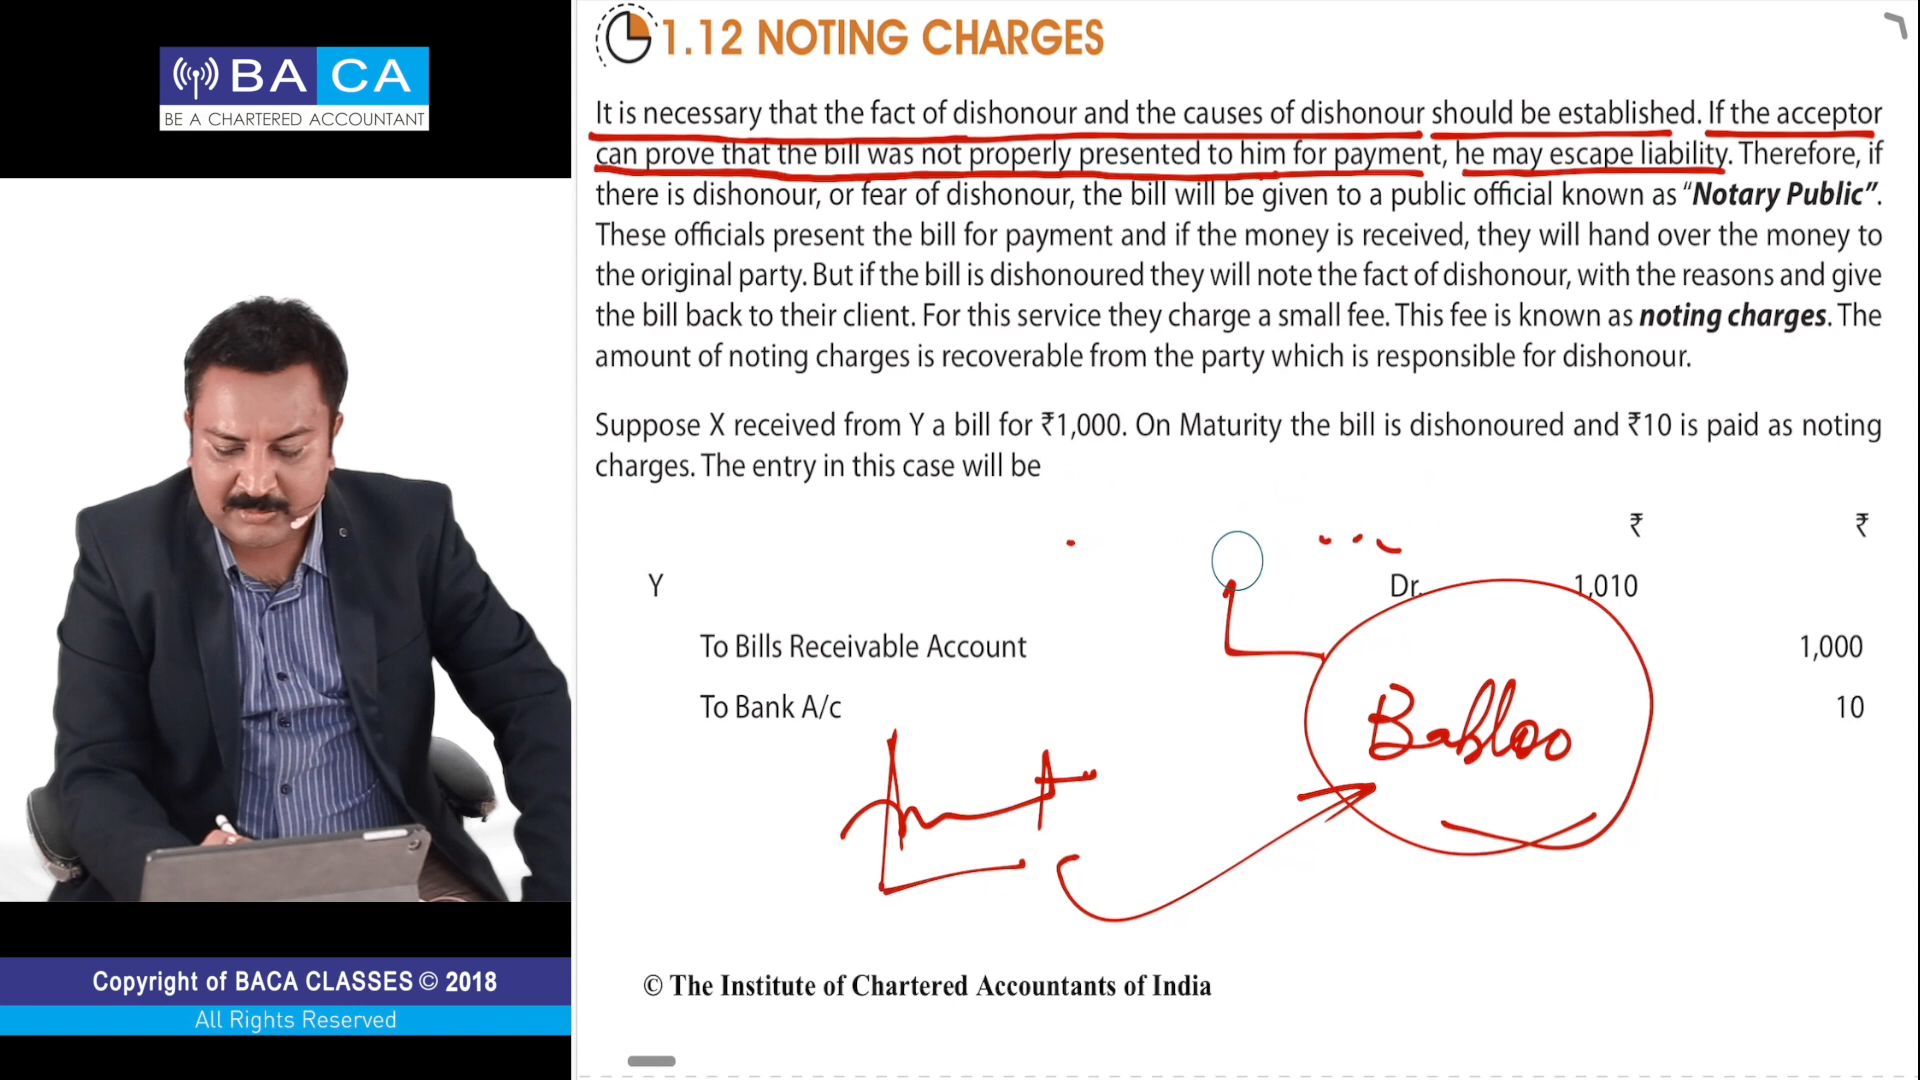 BA CA
BE A CHARTERED ACCOUNTANT
1.12 NOTING CHARGES
It is necessary that the fact of dishonour and the causes of dishonour should be established. If the acceptor
can prove that the bill was not properly presented to him for payment, he may escape liability. Therefore, if
there is dishonour, or fear of dishonour, the bill will be given to a public official known as “Notary Public”.
These officials present the bill for payment and if the money is received, they will hand over the money to
the original party. But if the bill is dishonoured they will note the fact of dishonour, with the reasons and give
the bill back to their client. For this service they charge a small fee. This fee is known as noting charges. The
amount of noting charges is recoverable from the party which is responsible for dishonour.
Suppose X received from Y a bill for ₹1,000. On Maturity the bill is dishonoured and ₹10 is paid as noting
charges. The entry in this case will be
₹ ₹
Y Dr. 1,010
To Bills Receivable Account 1,000
To Bank A/c 10
Babloo
© The Institute of Chartered Accountants of India
Copyright of BACA CLASSES © 2018
All Rights Reserved